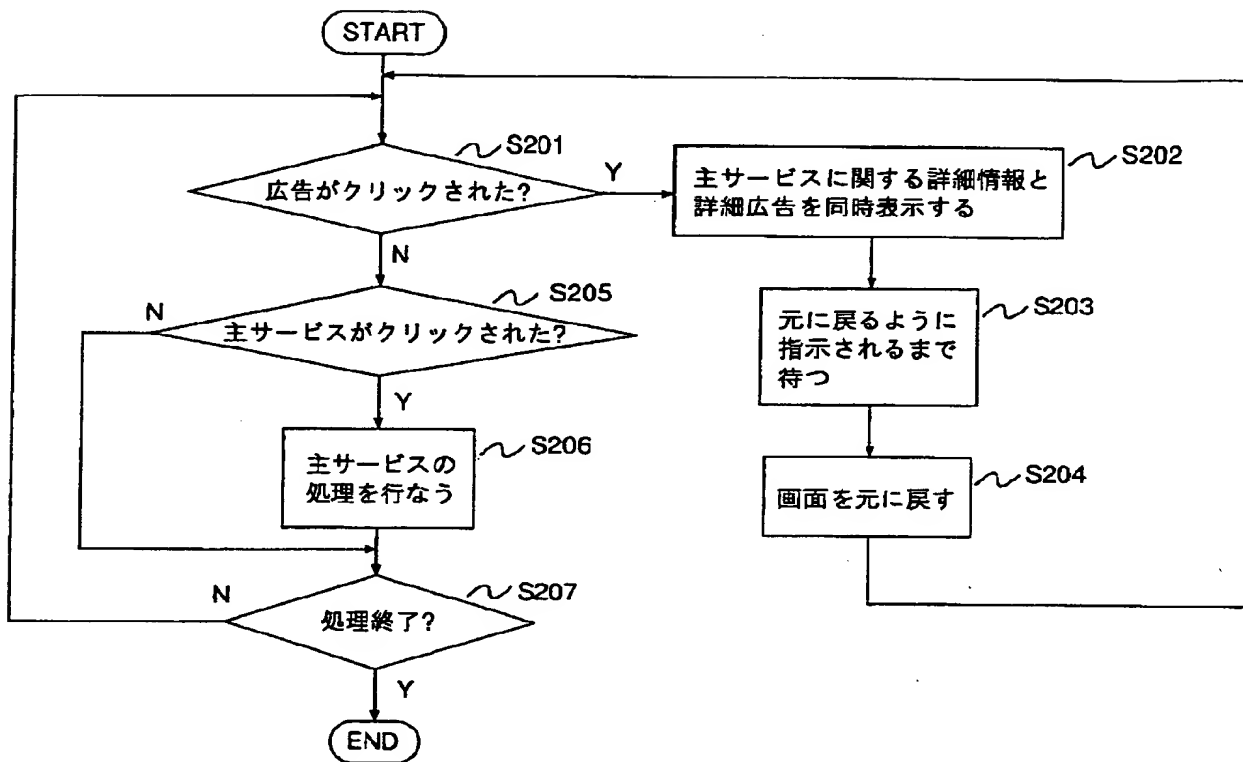 START
S201
広告がクリックされた?
Y
N
S202
主サービスに関する詳細情報と
詳細広告を同時表示する
S203
元に戻るように
指示されるまで
待つ
S204
画面を元に戻す
S205
主サービスがクリックされた?
N
Y
S206
主サービスの
処理を行なう
S207
処理終了?
N
Y
END